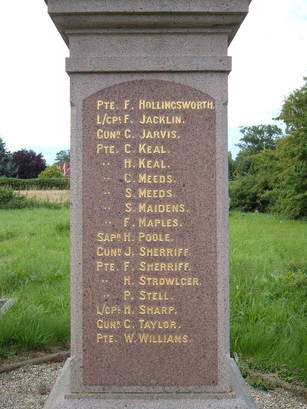 PTE. F. HOLLINGSWORTH.
L/CPL F. JACKLIN.
GUNR C. JARVIS.
PTE. C. KEAL.
" H. KEAL.
" C. MEEDS.
" S. MEEDS.
" S. MAIDENS.
" F. MAPLES.
SAPR H. POOLE.
GUNR J. SHERRIFF.
PTE. F. SHERRIFF.
" H. STROWLGER.
" P. STELL.
L/CPL H. SHARP.
GUNR C. TAYLOR.
PTE. W. WILLIAMS.